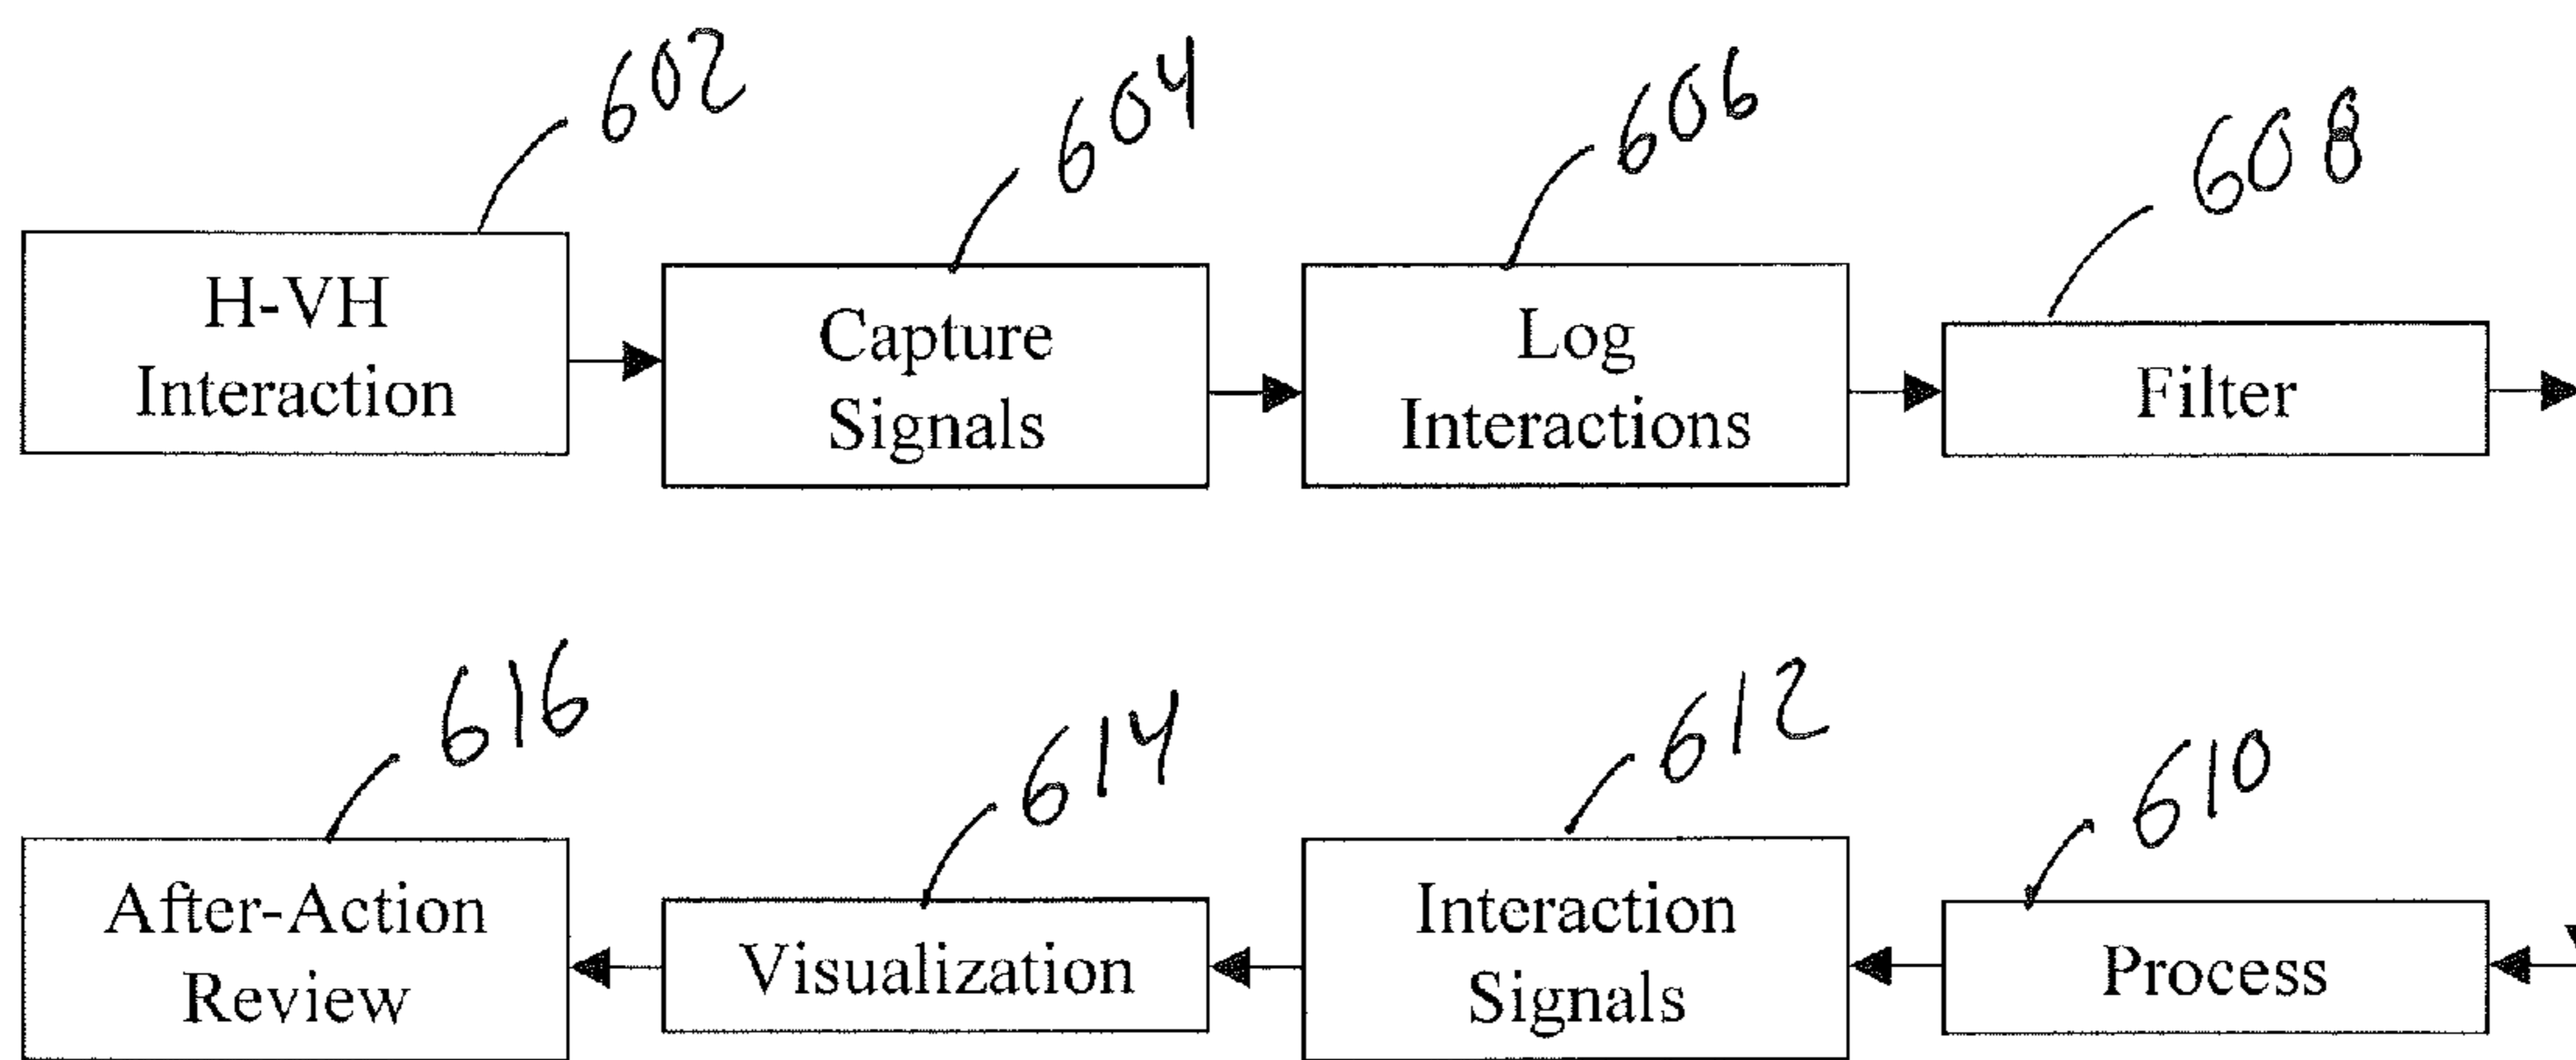 602
604
606
608
H-VH
Interaction
Capture
Signals
Log
Interactions
Filter
616
614
612
610
After-Action
Review
Visualization
Interaction
Signals
Process